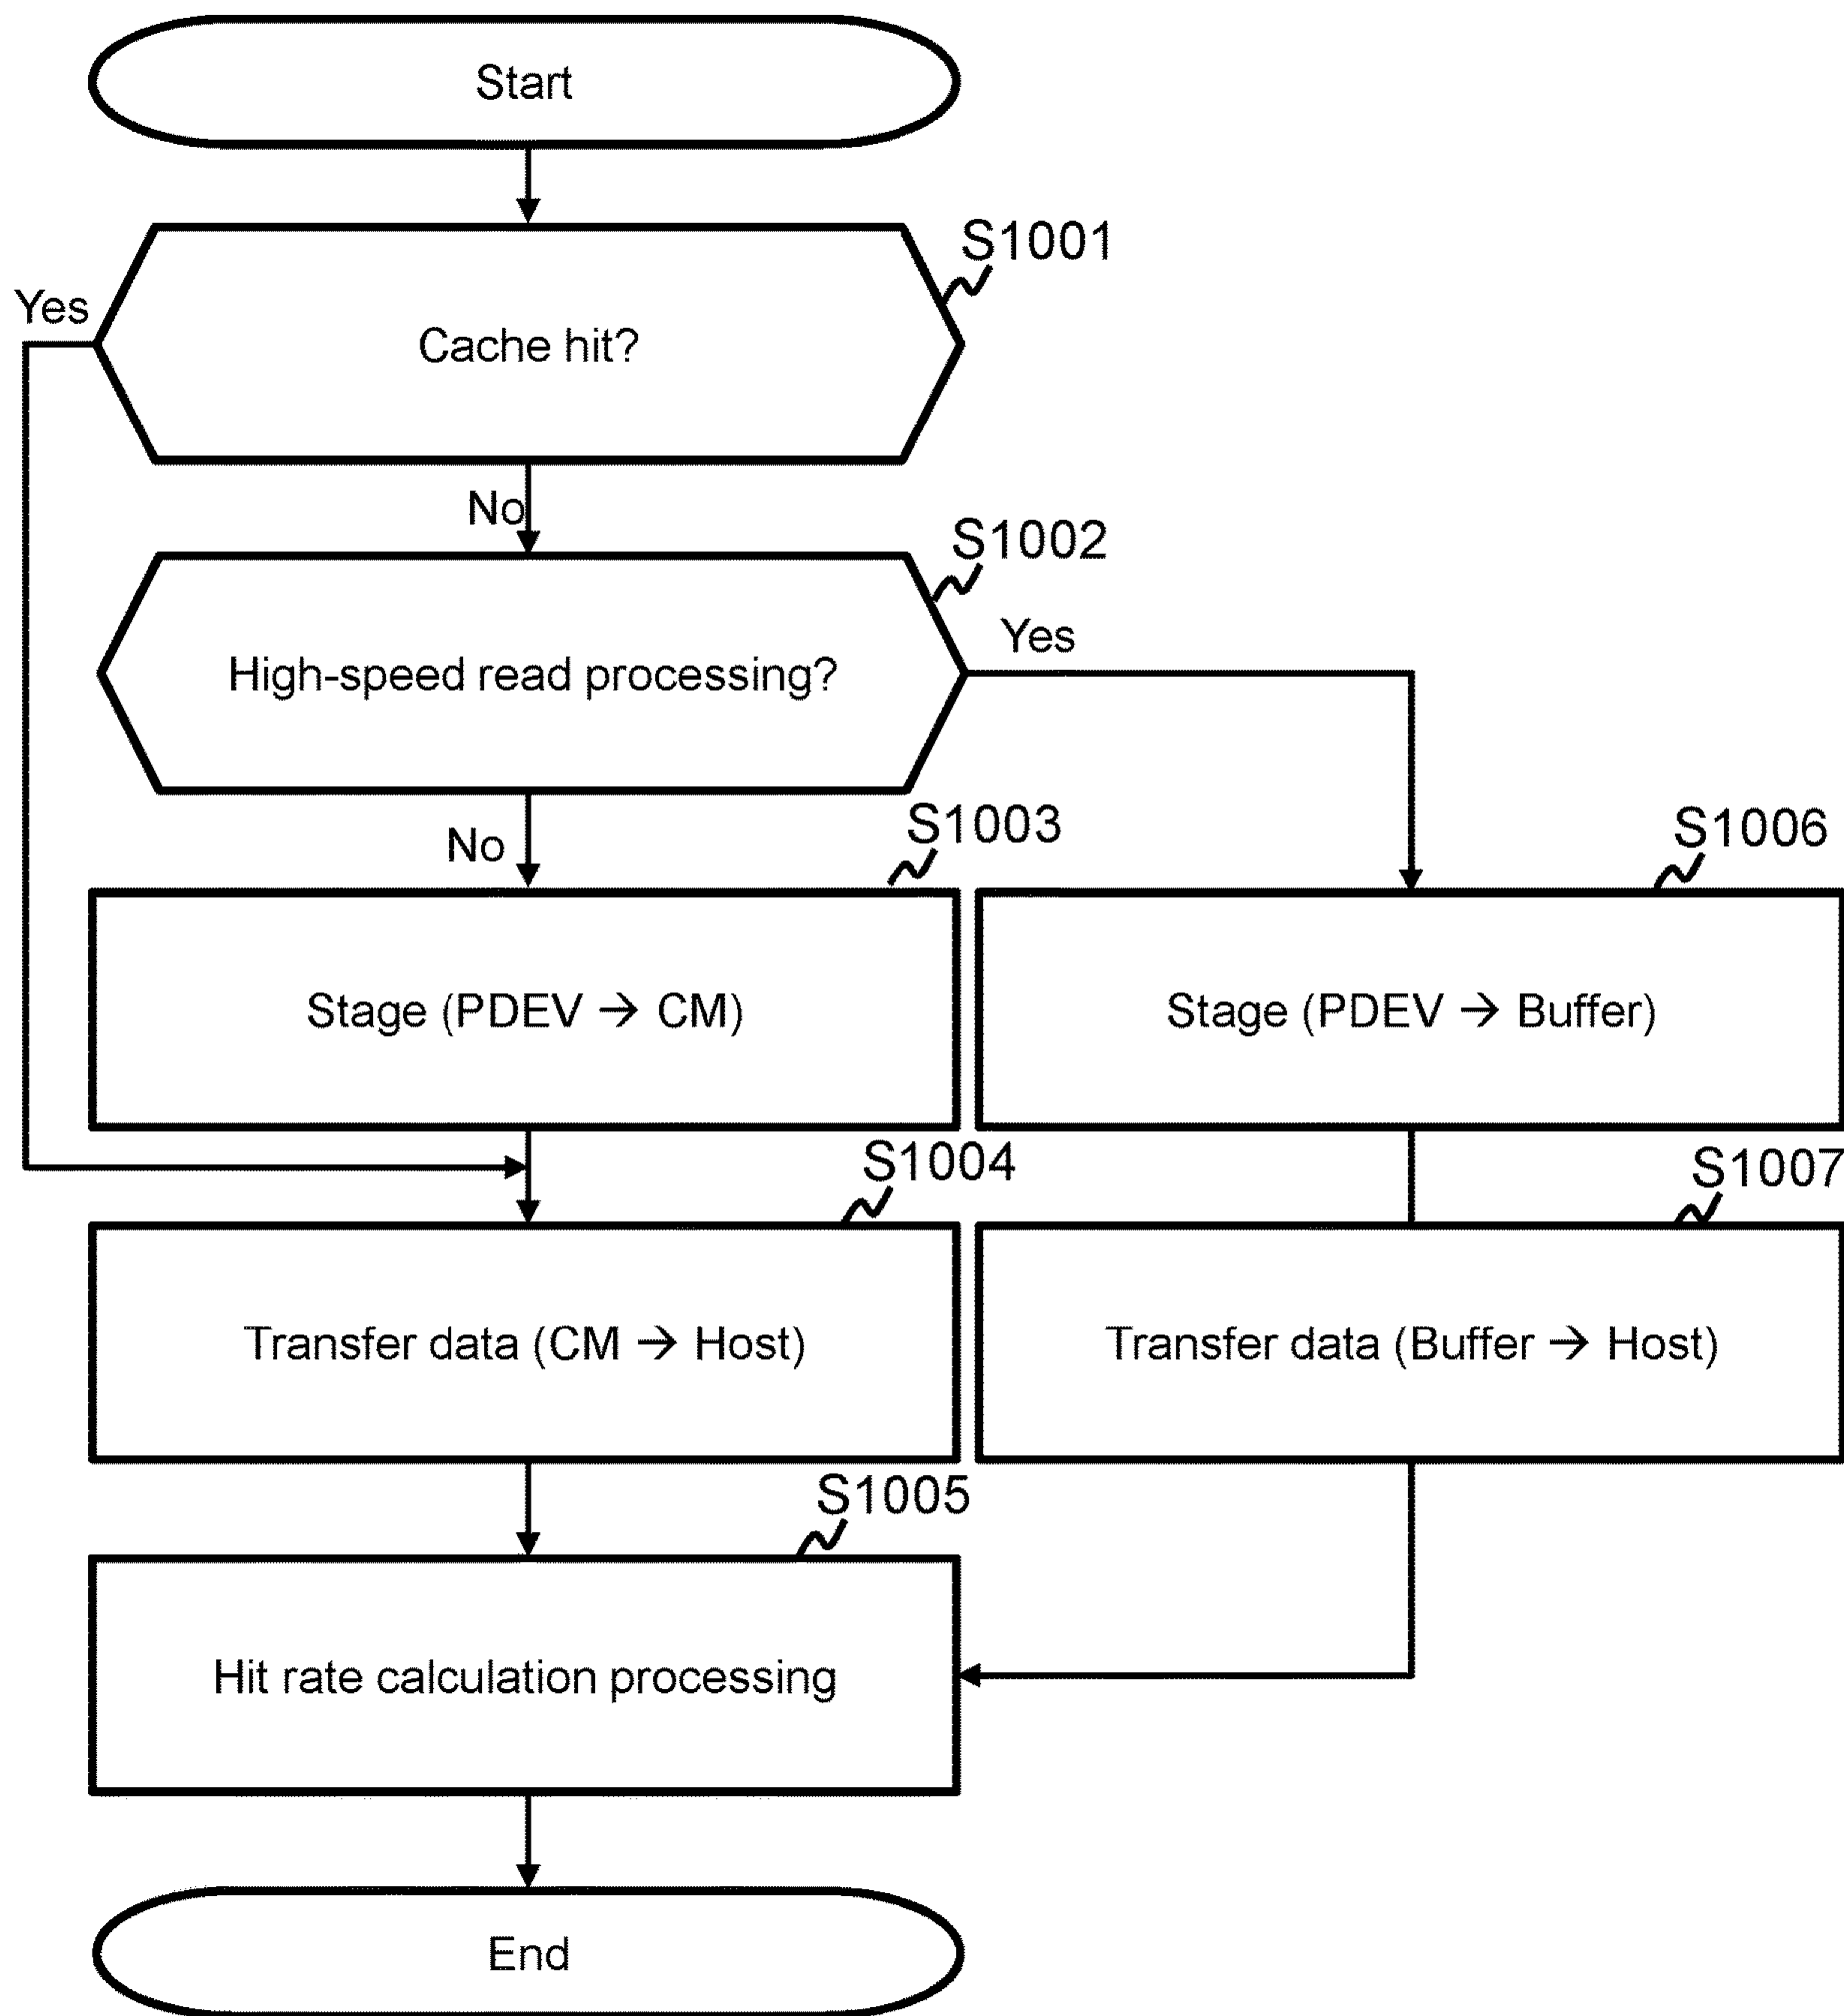 Start
S1001
Yes
Cache hit?
No
S1002
Yes
High-speed read processing?
No
S1003
S1006
Stage (PDEV → CM)
Stage (PDEV → Buffer)
S1004
S1007
Transfer data (CM → Host)
Transfer data (Buffer → Host)
S1005
Hit rate calculation processing
End